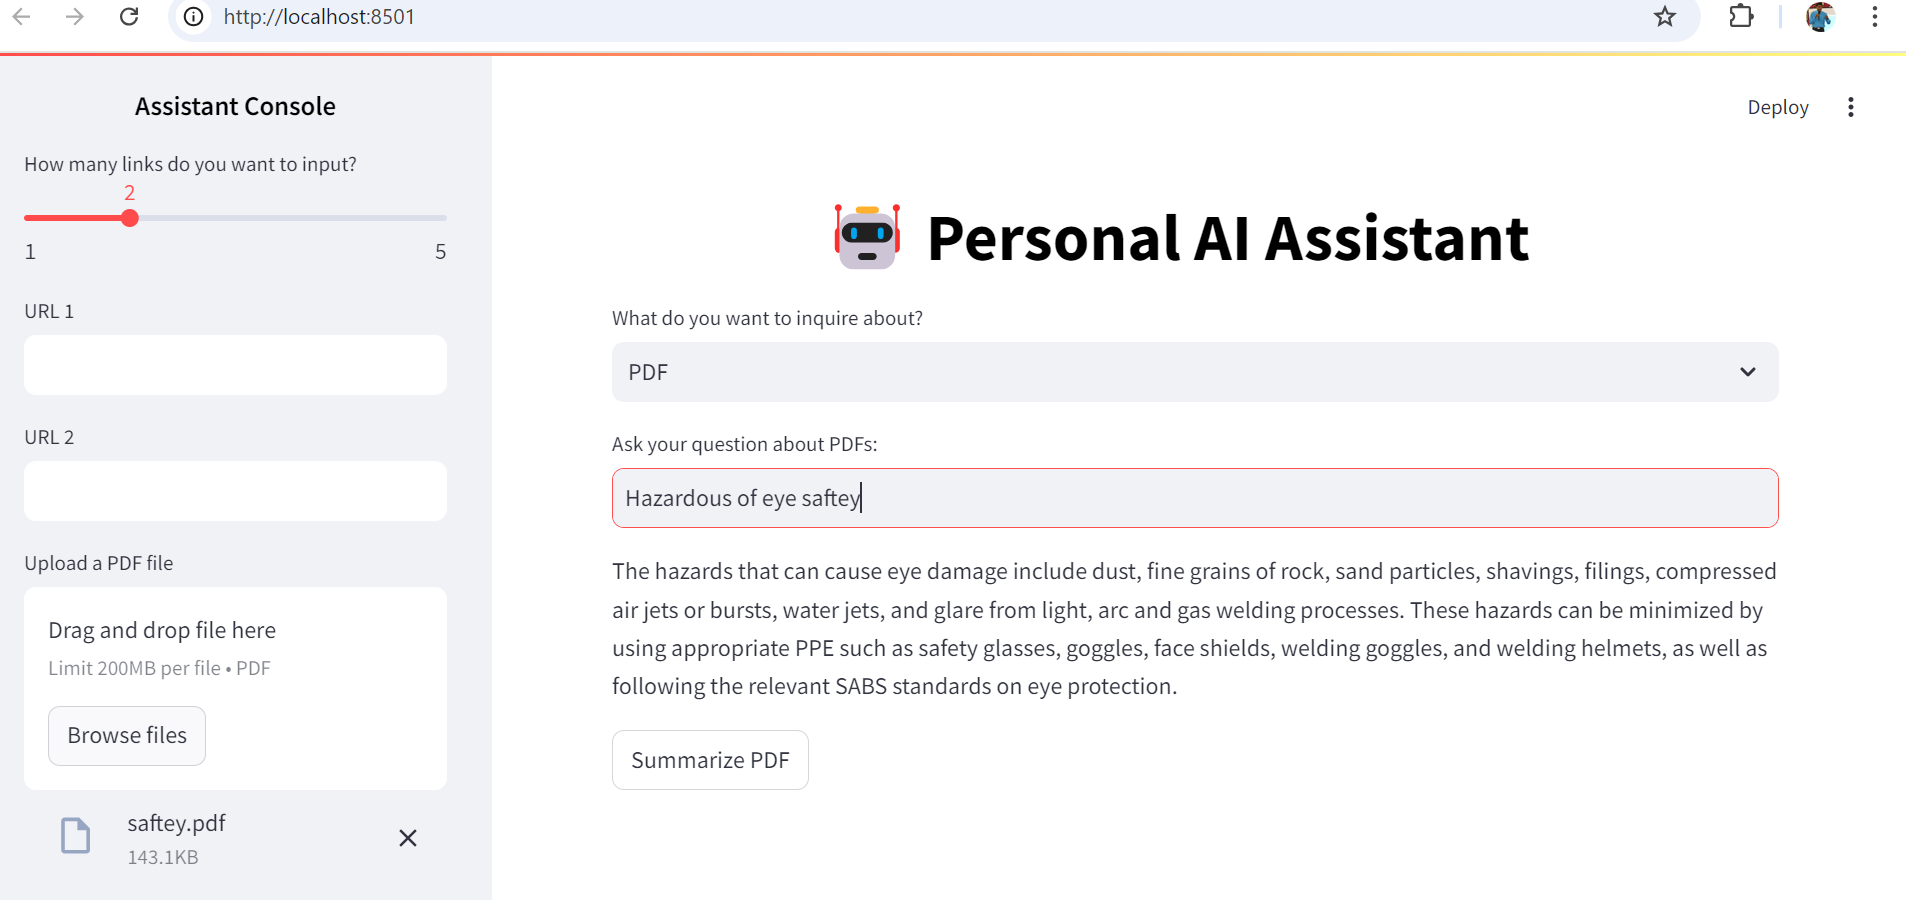 http://localhost:8501
Assistant Console
How many links do you want to input?
2
1
5
URL 1
URL 2
Upload a PDF file
Drag and drop file here
Limit 200MB per file • PDF
Browse files
saftey.pdf
143.1KB
Deploy
Personal AI Assistant
What do you want to inquire about?
PDF
Ask your question about PDFs:
Hazardous of eye saftey
The hazards that can cause eye damage include dust, fine grains of rock, sand particles, shavings, filings, compressed
air jets or bursts, water jets, and glare from light, arc and gas welding processes. These hazards can be minimized by
using appropriate PPE such as safety glasses, goggles, face shields, welding goggles, and welding helmets, as well as
following the relevant SABS standards on eye protection.
Summarize PDF